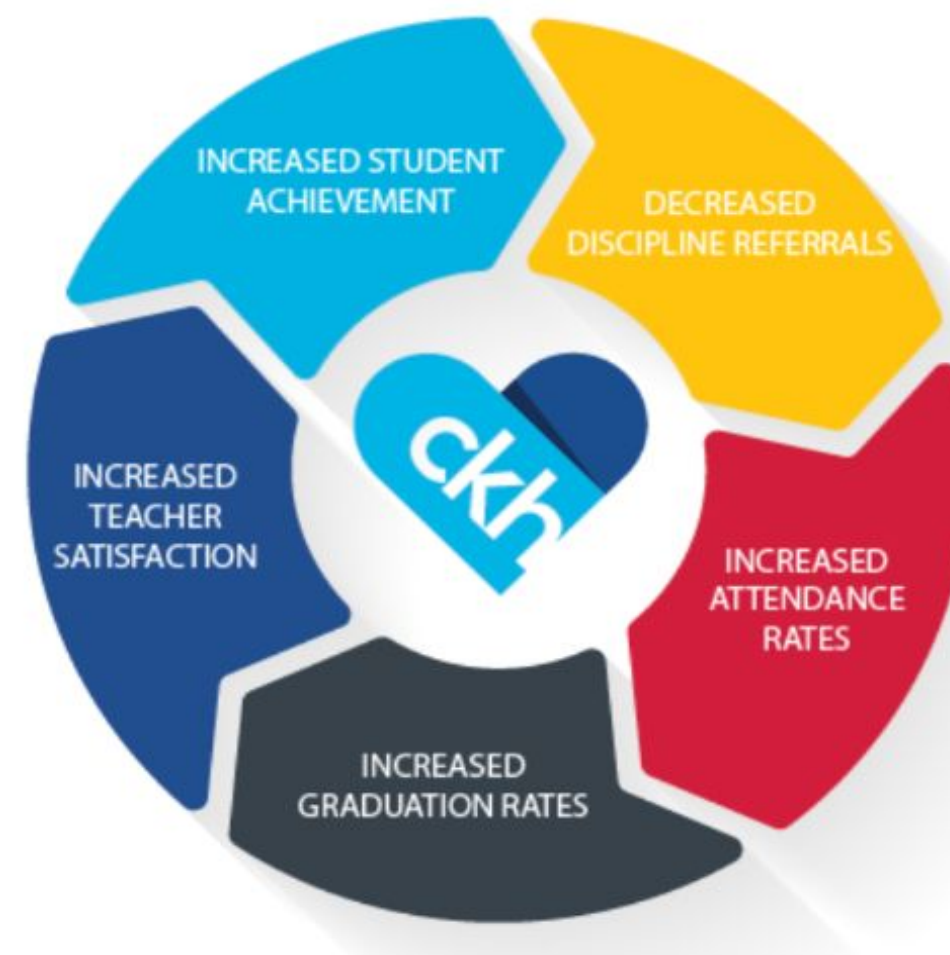 INCREASED STUDENT
ACHIEVEMENT
DECREASED
DISCIPLINE REFERRALS
INCREASED
ATTENDANCE
RATES
INCREASED
GRADUATION RATES
INCREASED
TEACHER
SATISFACTION
ckh